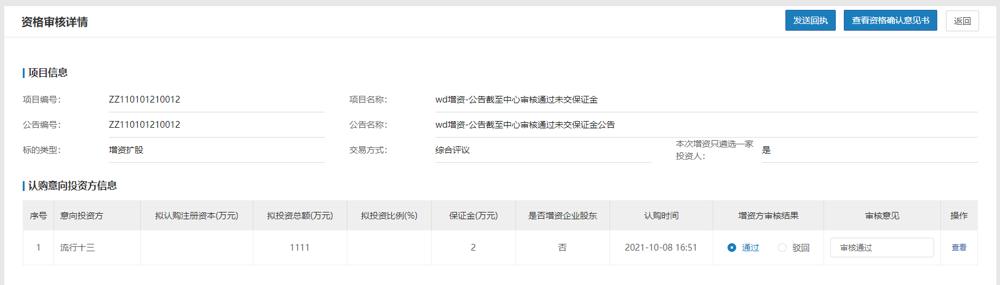 资格审核详情 发送回执 查看资格确认意见书 返回
项目信息
项目编号: ZZ110101210012 项目名称: wd增资-公告截至中心审核通过未交保证金
公告编号: ZZ110101210012 公告名称: wd增资-公告截至中心审核通过未交保证金公告
标的类型: 增资扩股 交易方式: 综合评议 本次增资只遴选一家 是
投资人:
认购意向投资方信息
序号 意向投资方 拟认购注册资本(万元) 拟投资总额(万元) 拟投资比例(%) 保证金(万元) 是否增资企业股东 认购时间 增资方审核结果 审核意见 操作
1 流行十三 1111 2 否 2021-10-08 16:51 通过 驳回 审核通过 查看